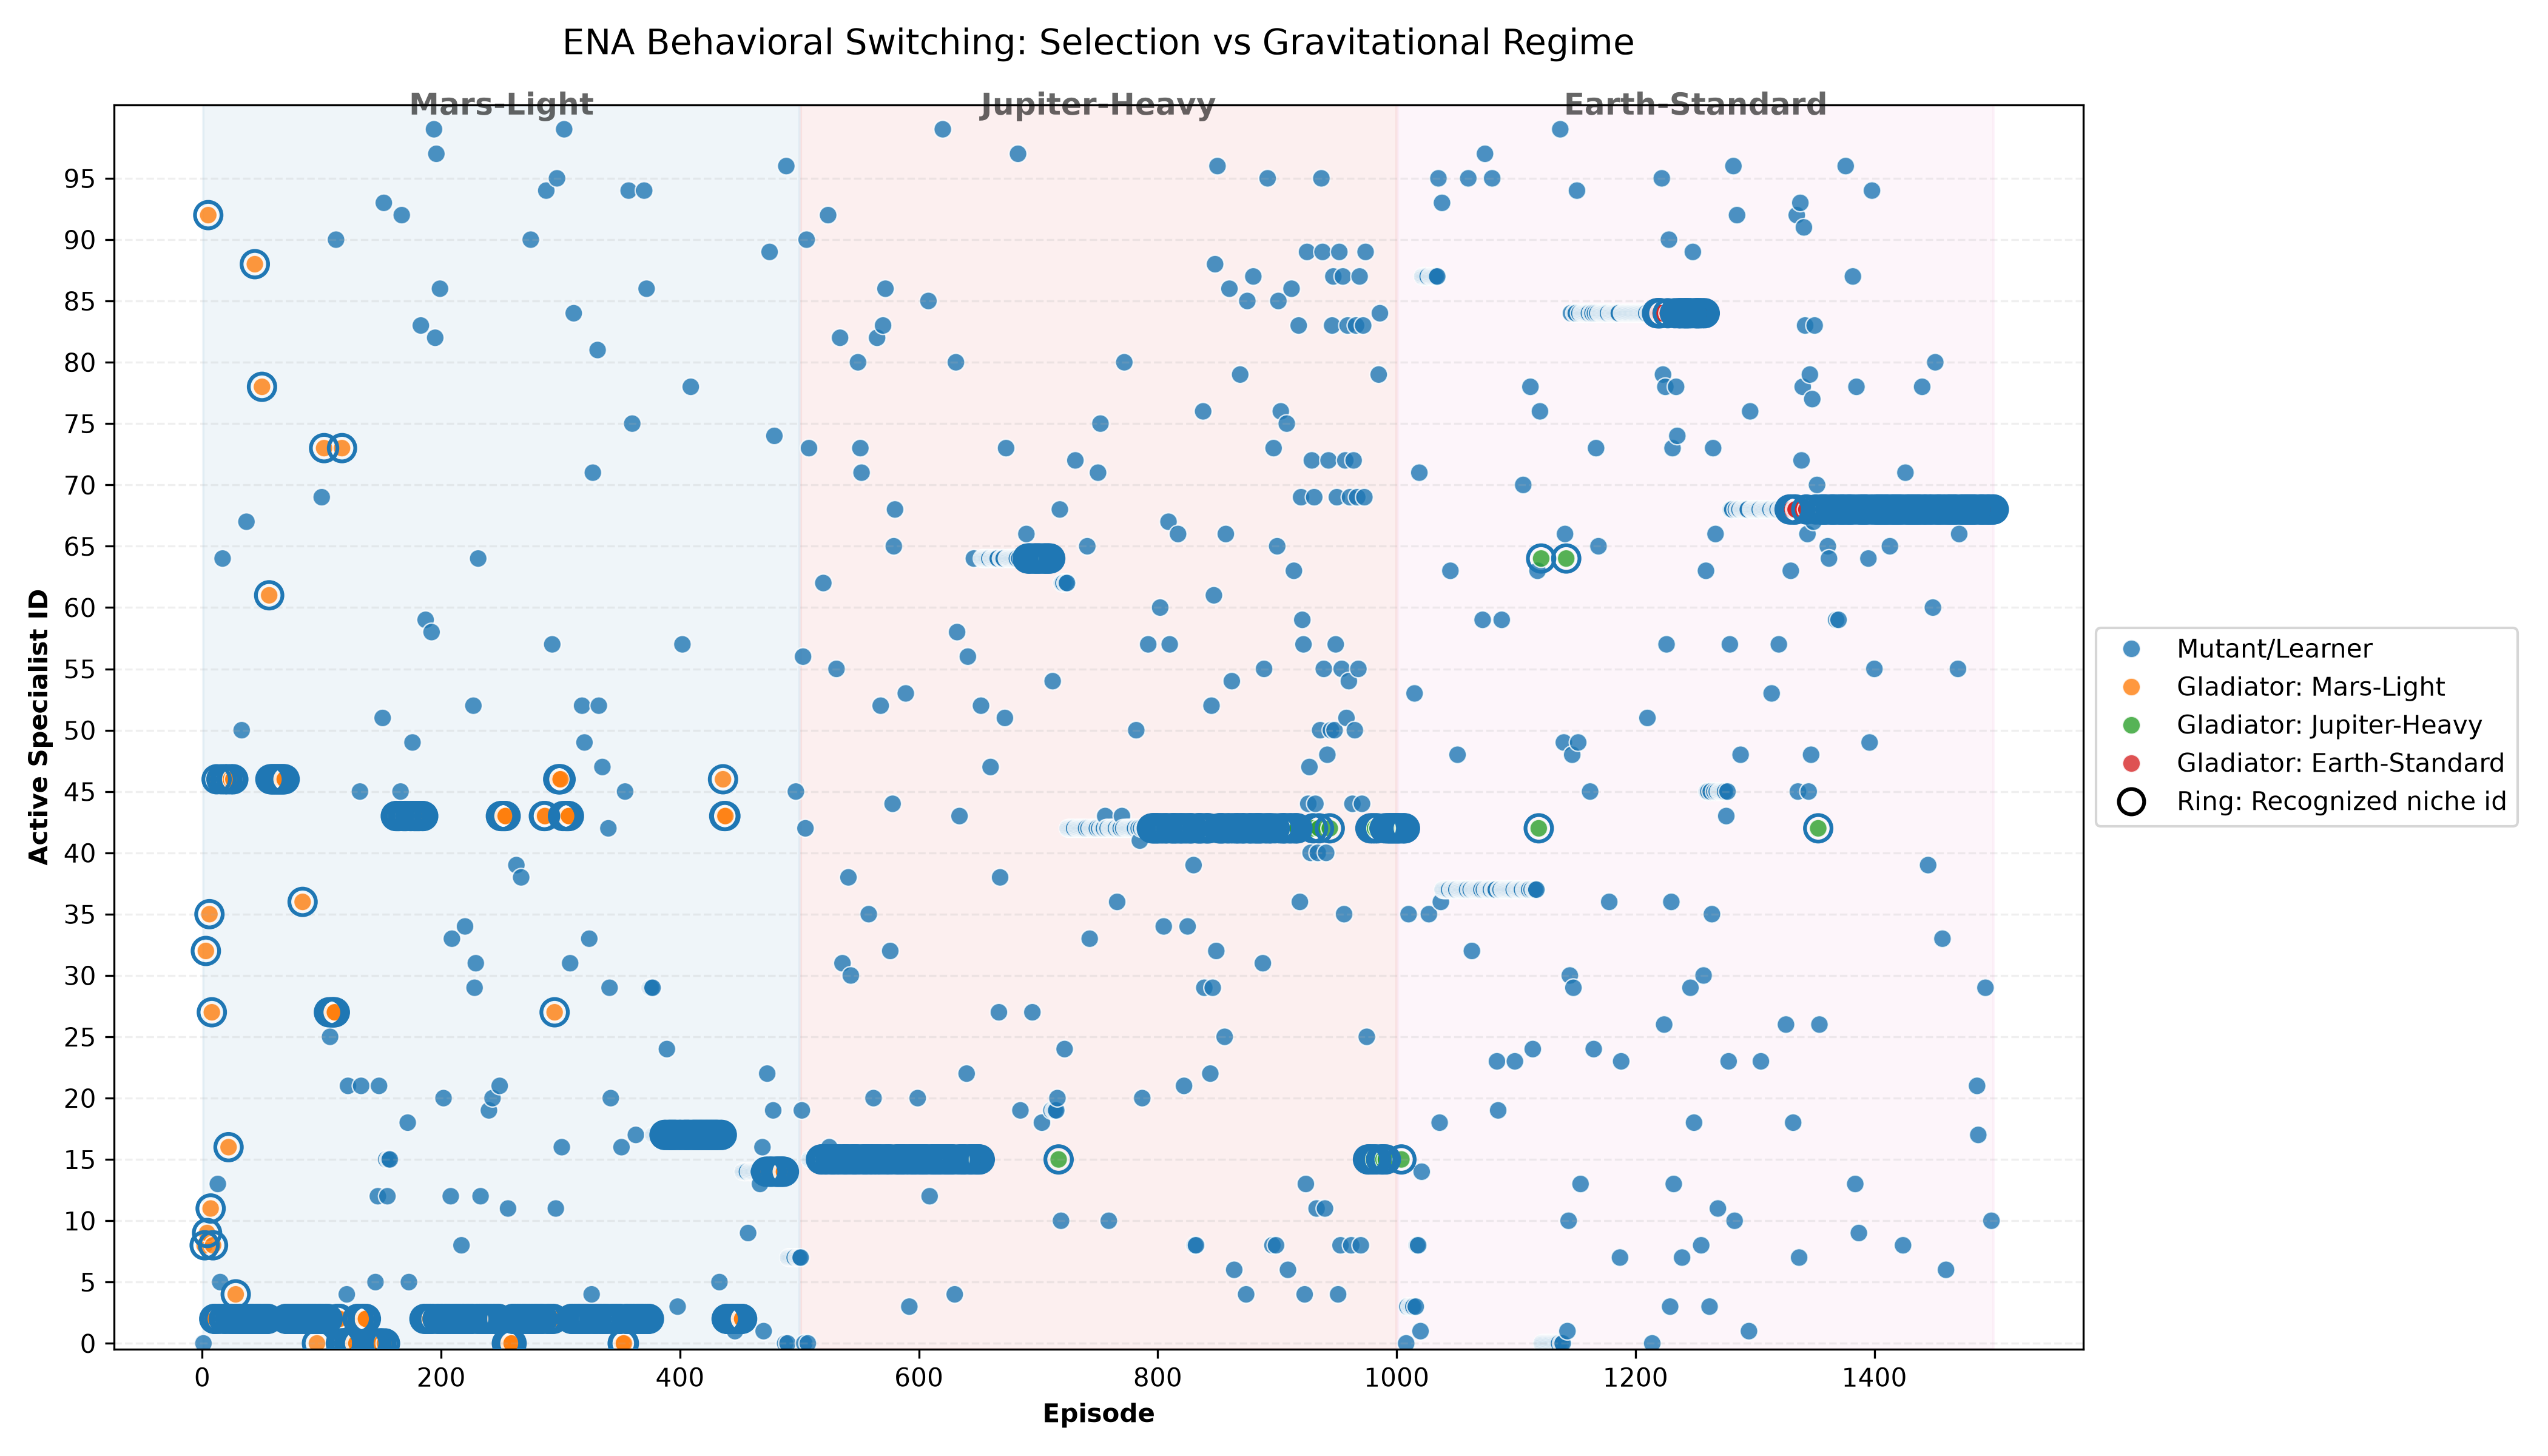 ENA Behavioral Switching: Selection vs Gravitational Regime
Mars-Light
Jupiter-Heavy
Earth-Standard
Active Specialist ID
95
90
85
80
75
70
65
60
55
50
45
40
35
30
25
20
15
10
5
0
0
200
400
600
800
1000
1200
1400
Episode
Mutant/Learner
Gladiator: Mars-Light
Gladiator: Jupiter-Heavy
Gladiator: Earth-Standard
Ring: Recognized niche id